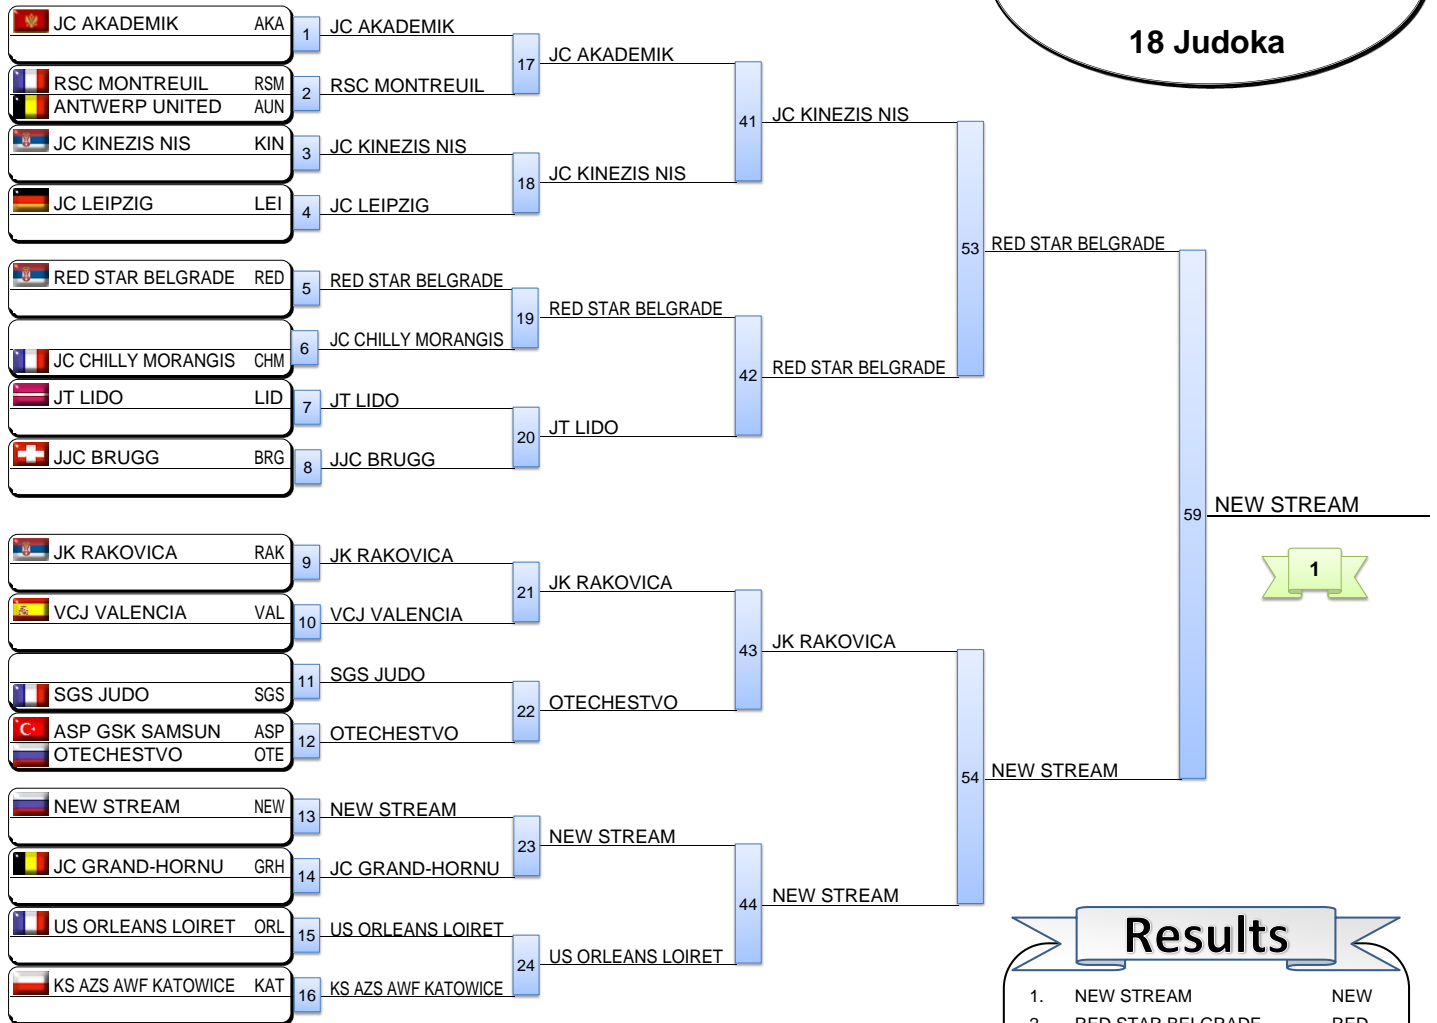 18 Judoka
JC AKADEMIK AKA
1 JC AKADEMIK
17 JC AKADEMIK
RSC MONTREUIL RSM
ANTWERP UNITED AUN
2 RSC MONTREUIL
41 JC KINEZIS NIS
JC KINEZIS NIS KIN
3 JC KINEZIS NIS
18 JC KINEZIS NIS
JC LEIPZIG LEI
4 JC LEIPZIG
53 RED STAR BELGRADE
RED STAR BELGRADE RED
5 RED STAR BELGRADE
19 RED STAR BELGRADE
JC CHILLY MORANGIS CHM
6 JC CHILLY MORANGIS
42 RED STAR BELGRADE
JT LIDO LID
7 JT LIDO
20 JT LIDO
JJC BRUGG BRG
8 JJC BRUGG
59 NEW STREAM
1
JK RAKOVICA RAK
9 JK RAKOVICA
21 JK RAKOVICA
VCJ VALENCIA VAL
10 VCJ VALENCIA
43 JK RAKOVICA
SGS JUDO SGS
11 SGS JUDO
22 OTECHESTVO
ASP GSK SAMSUN ASP
OTECHESTVO OTE
12 OTECHESTVO
54 NEW STREAM
NEW STREAM NEW
13 NEW STREAM
23 NEW STREAM
JC GRAND-HORNU GRH
14 JC GRAND-HORNU
44 NEW STREAM
US ORLEANS LOIRET ORL
15 US ORLEANS LOIRET
24 US ORLEANS LOIRET
KS AZS AWF KATOWICE KAT
16 KS AZS AWF KATOWICE
Results
1. NEW STREAM NEW
2. RED STAR BELGRADE RED